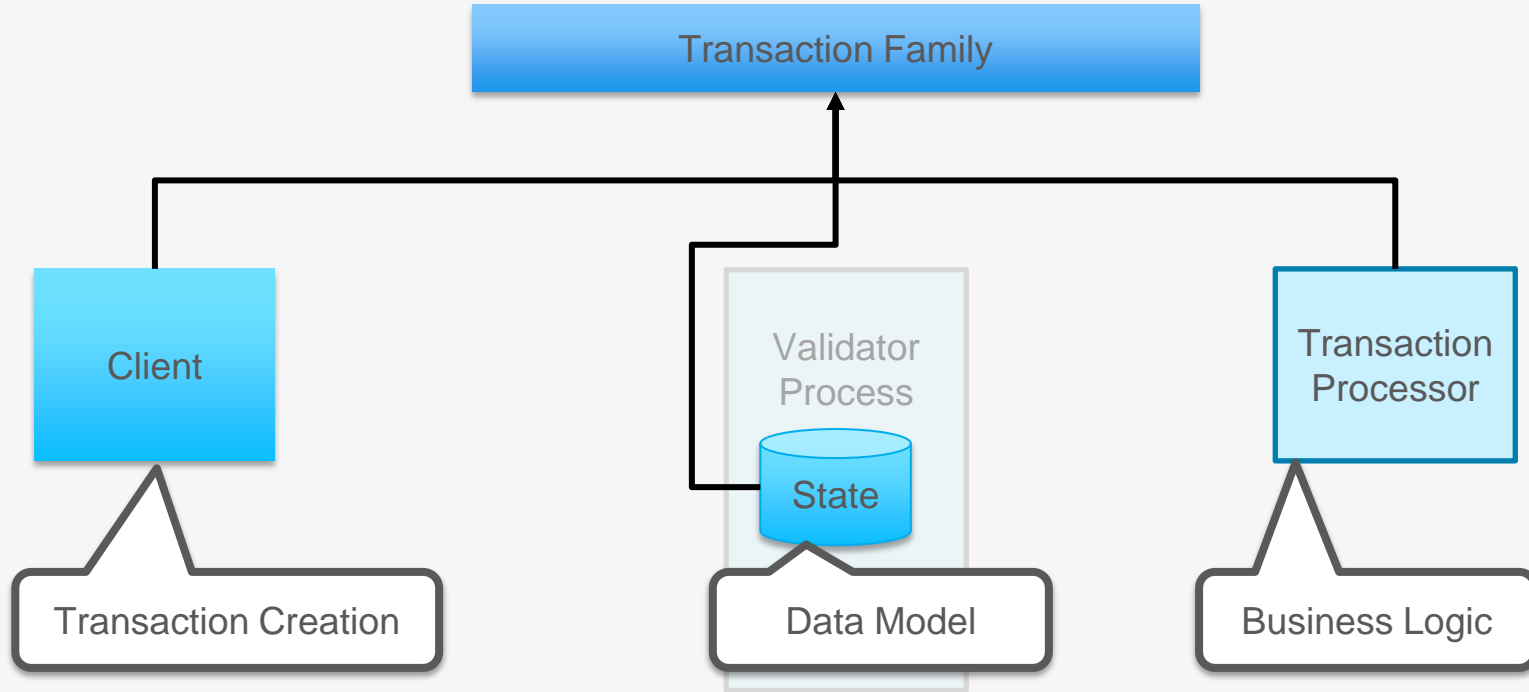 Transaction Family
Client
Validator
Process
State
Transaction
Processor
Transaction Creation
Data Model
Business Logic